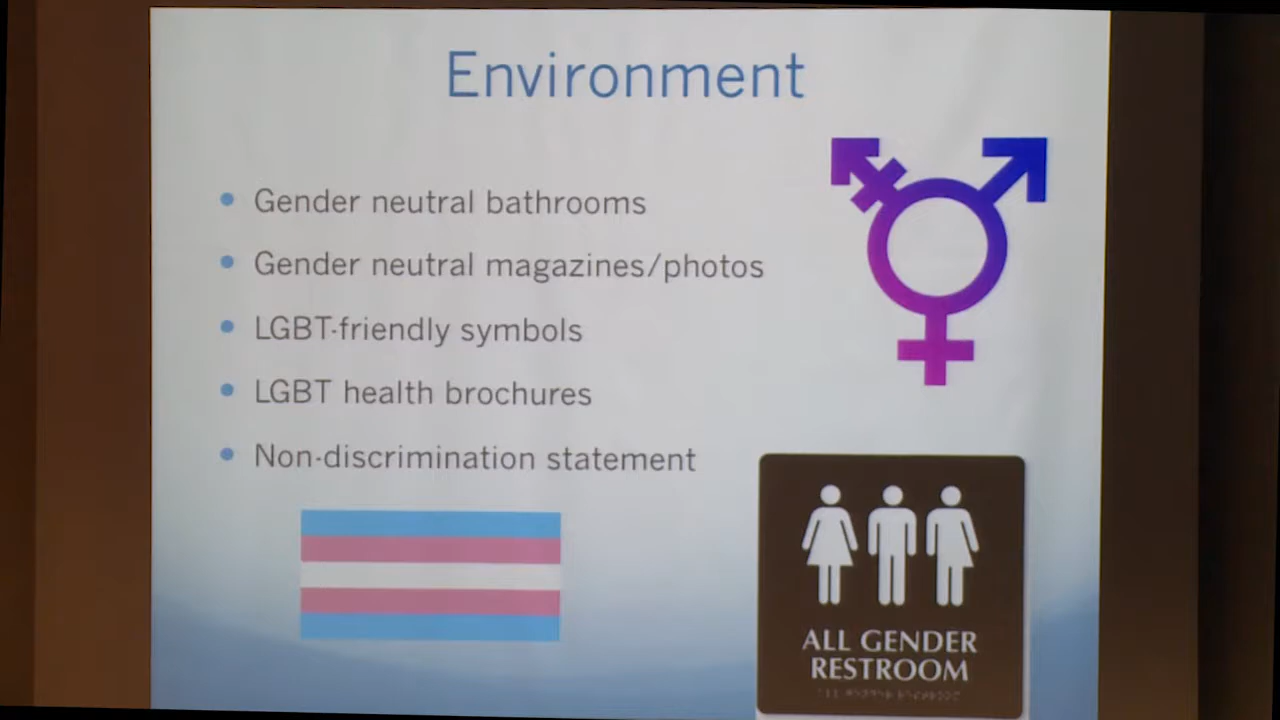 Environment
Gender neutral bathrooms
Gender neutral magazines/photos
LGBT-friendly symbols
LGBT health brochures
Non-discrimination statement
ALL GENDER
RESTROOM